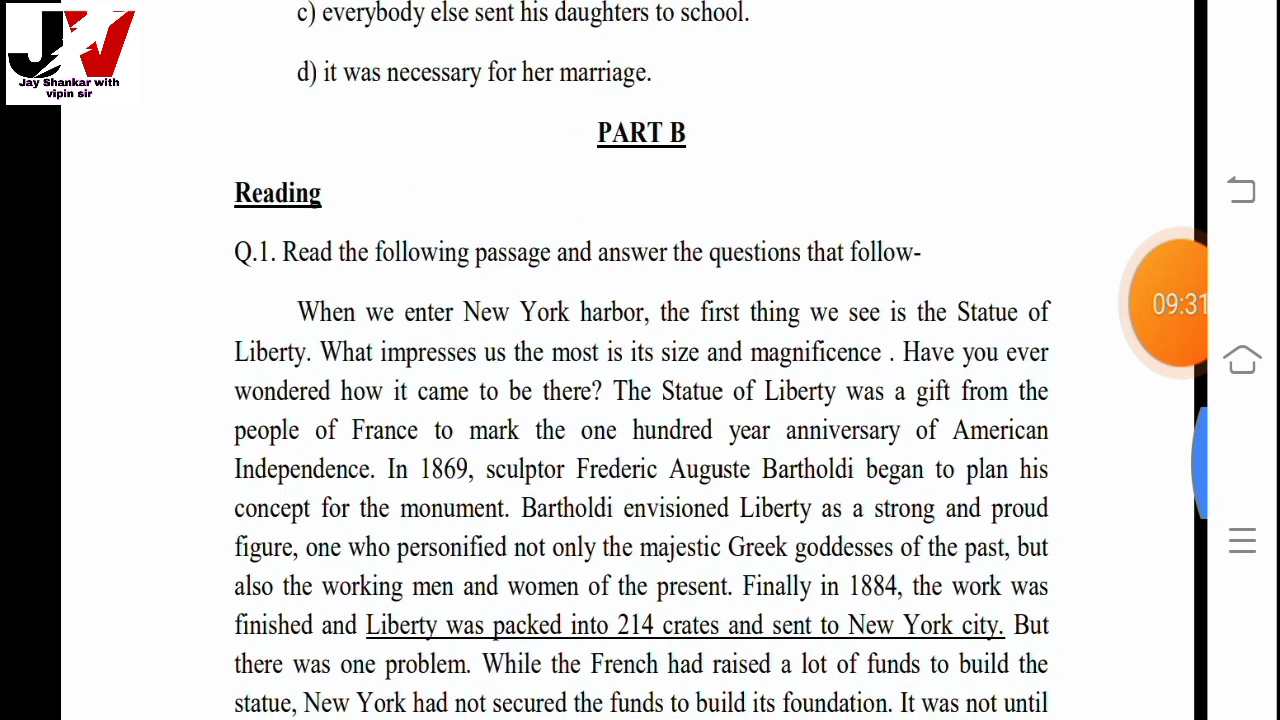 c) everybody else sent his daughters to school.
Jay Shankar with
vipin sir
d) it was necessary for her marriage.
PART B
Reading
Q.1. Read the following passage and answer the questions that follow-
09:31
When we enter New York harbor, the first thing we see is the Statue of
Liberty. What impresses us the most is its size and magnificence . Have you ever
wondered how it came to be there? The Statue of Liberty was a gift from the
people of France to mark the one hundred year anniversary of American
Independence. In 1869, sculptor Frederic Auguste Bartholdi began to plan his
concept for the monument. Bartholdi envisioned Liberty as a strong and proud
figure, one who personified not only the majestic Greek goddesses of the past, but
also the working men and women of the present. Finally in 1884, the work was
finished and Liberty was packed into 214 crates and sent to New York city. But
there was one problem. While the French had raised a lot of funds to build the
statue, New York had not secured the funds to build its foundation. It was not until